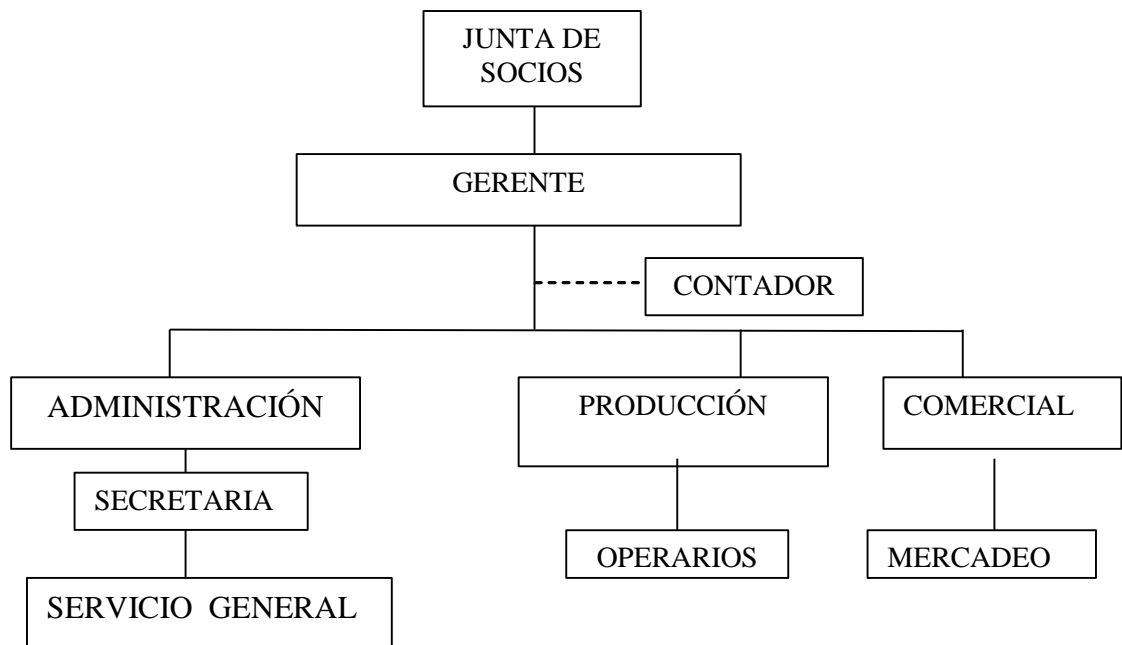 JUNTA DE
SOCIOS
GERENTE
CONTADOR
ADMINISTRACIÓN
PRODUCCIÓN
COMERCIAL
SECRETARIA
OPERARIOS
MERCADEO
SERVICIO GENERAL